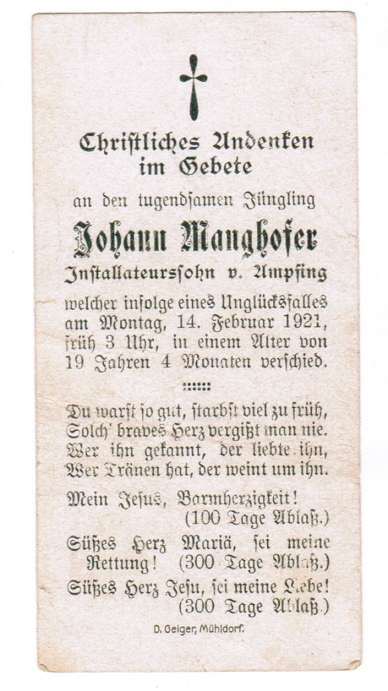 Christliches Andenken
im Gebete
an den tugendsamen Jüngling
Johann Manghofer
Installateurssohn v. Ampfing
welcher infolge eines Unglücksfalles
am Montag, 14. Februar 1921,
früh 3 Uhr, in einem Alter von
19 Jahren 4 Monaten verschied.
Du warst so gut, starbst viel zu früh,
Solch' braves Herz vergißt man nie.
Wer ihn gekannt, der liebte ihn,
Wer Tränen hat, der weint um ihn.
Mein Jesus, Barmherzigkeit!
(100 Tage Ablaß.)
Süßes Herz Mariä, sei meine
Rettung! (300 Tage Ablaß.)
Süßes Herz Jesu, sei meine Liebe!
(300 Tage Ablaß.)
D. Geiger, Mühldorf.